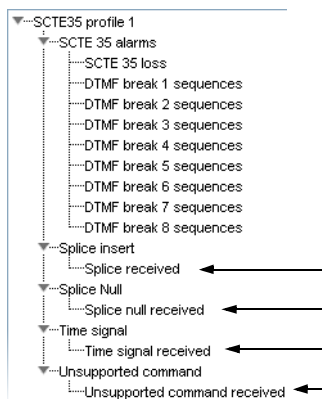 SCTE35 profile 1
SCTE 35 alarms
SCTE 35 loss
DTMF break 1 sequences
DTMF break 2 sequences
DTMF break 3 sequences
DTMF break 4 sequences
DTMF break 5 sequences
DTMF break 6 sequences
DTMF break 7 sequences
DTMF break 8 sequences
Splice insert
Splice received
Splice Null
Splice null received
Time signal
Time signal received
Unsupported command
Unsupported command received